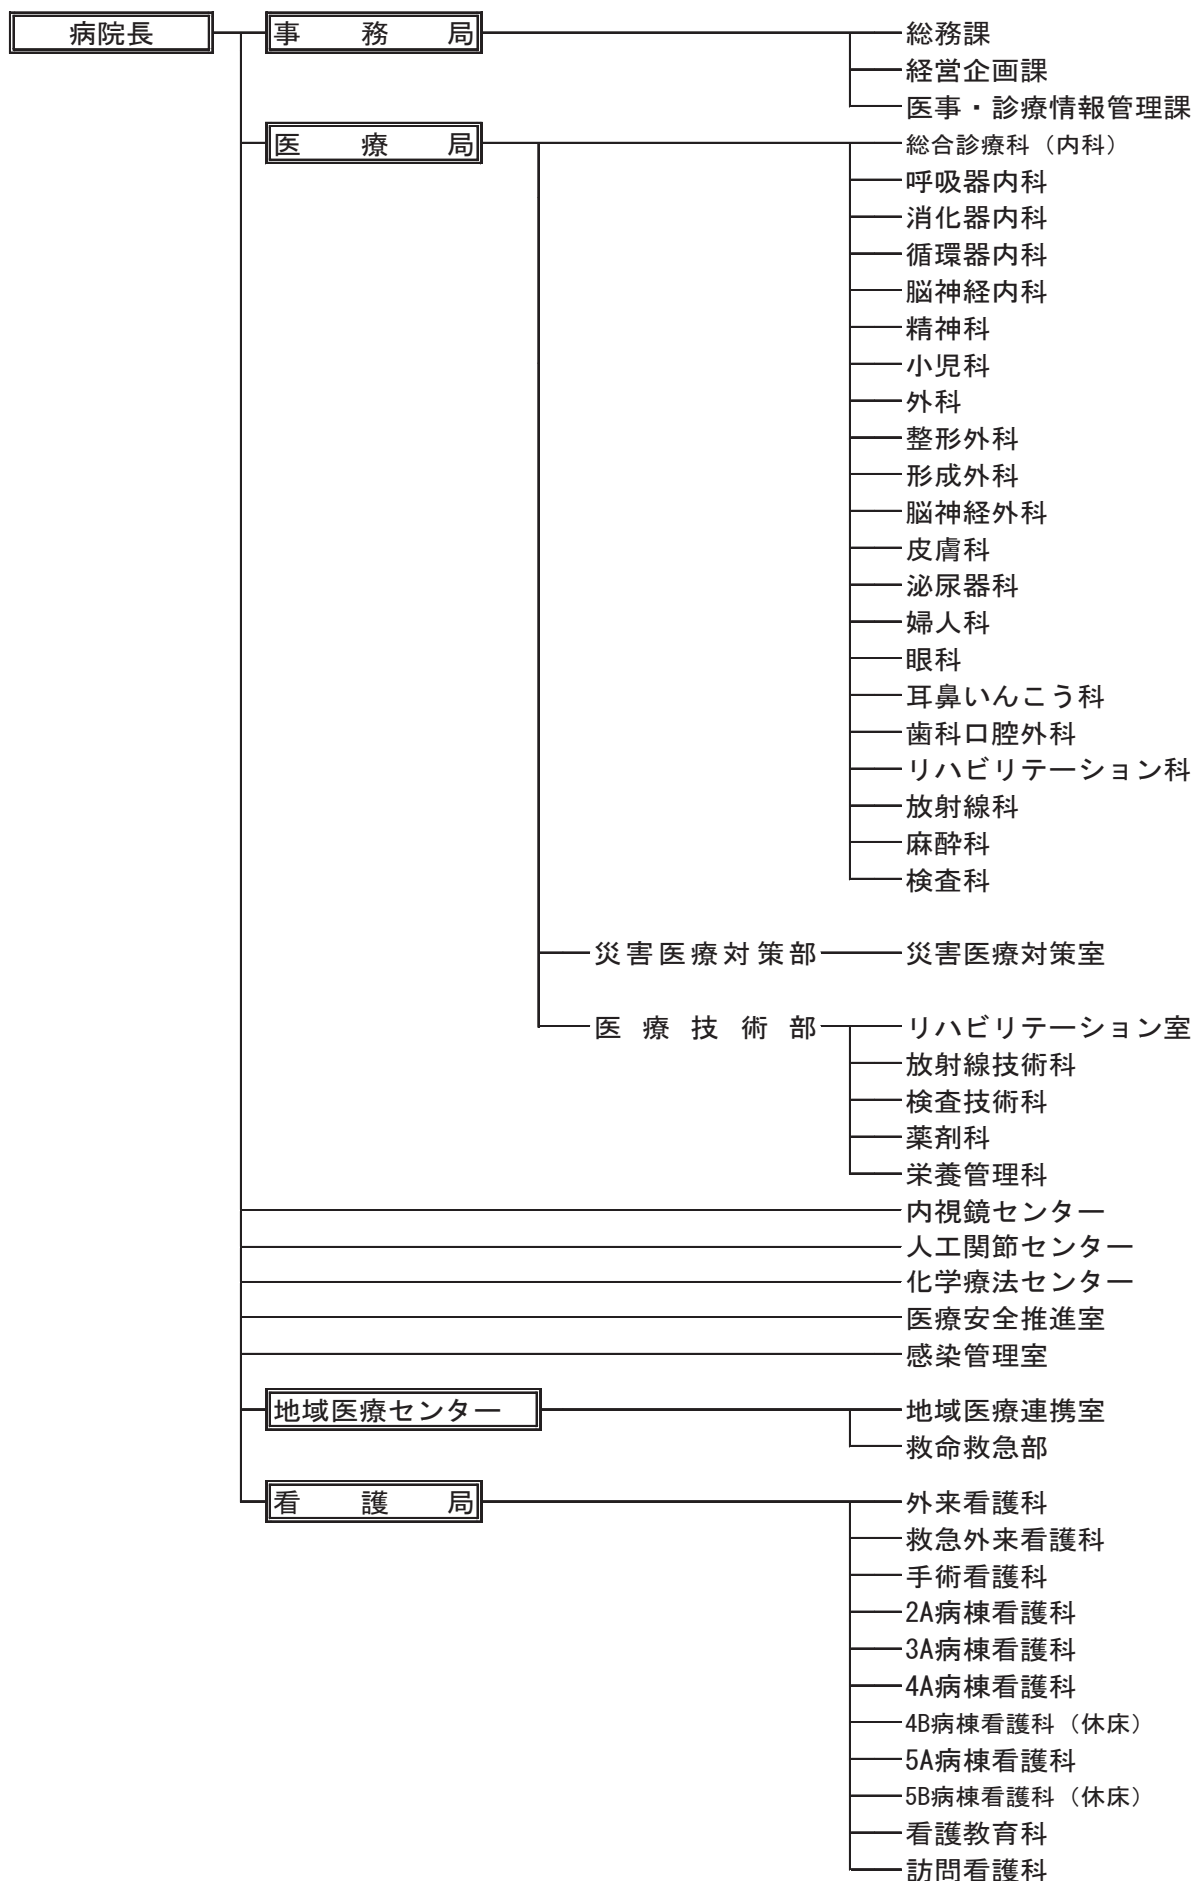 病院長 事務局 総務課
経営企画課
医事・診療情報管理課
医療局 総合診療科（内科）
呼吸器内科
消化器内科
循環器内科
脳神経内科
精神科
小児科
外科
整形外科
形成外科
脳神経外科
皮膚科
泌尿器科
婦人科
眼科
耳鼻いんこう科
歯科口腔外科
リハビリテーション科
放射線科
麻酔科
検査科
災害医療対策部 災害医療対策室
医療技術部 リハビリテーション室
放射線技術科
検査技術科
薬剤科
栄養管理科
内視鏡センター
人工関節センター
化学療法センター
医療安全推進室
感染管理室
地域医療センター 地域医療連携室
救命救急部
看護局 外来看護科
救急外来看護科
手術看護科
2A病棟看護科
3A病棟看護科
4A病棟看護科
4B病棟看護科（休床）
5A病棟看護科
5B病棟看護科（休床）
看護教育科
訪問看護科